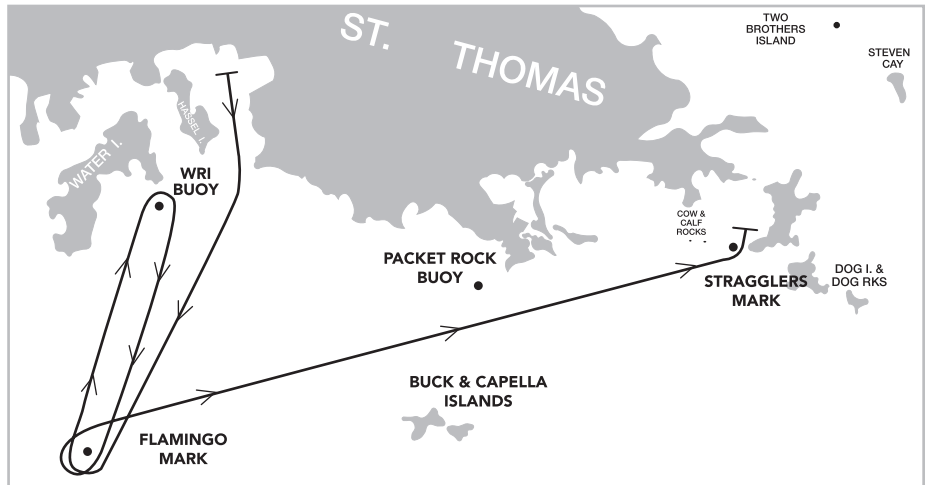 ST. THOMAS
TWO
BROTHERS
ISLAND
STEVEN
CAY
HASSEL I.
WATER I.
WRI
BUOY
COW &
CALF
ROCKS
PACKET ROCK
BUOY
STRAGGLERS
MARK
DOG I. &
DOG RKS
BUCK & CAPELLA
ISLANDS
FLAMINGO
MARK